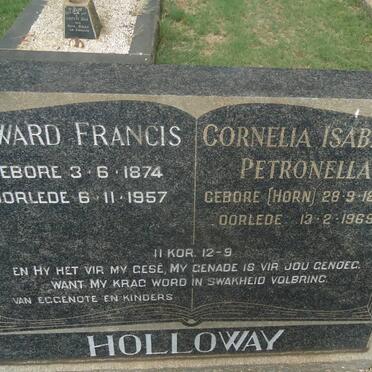 WARD FRANCIS
EBORE 3·6·1874
OORLEDE 6·11·1957
CORNELIA ISAB
PETRONELLA
GEBORE (HORN) 28·9·18
OORLEDE 13·2·1969
II KOR. 12-9
EN HY HET VIR MY GESÊ, MY GENADE IS VIR JOU GENOEG.
WANT MY KRAG WORD IN SWAKHEID VOLBRING.
VAN EGGENOTE EN KINDERS
HOLLOWAY